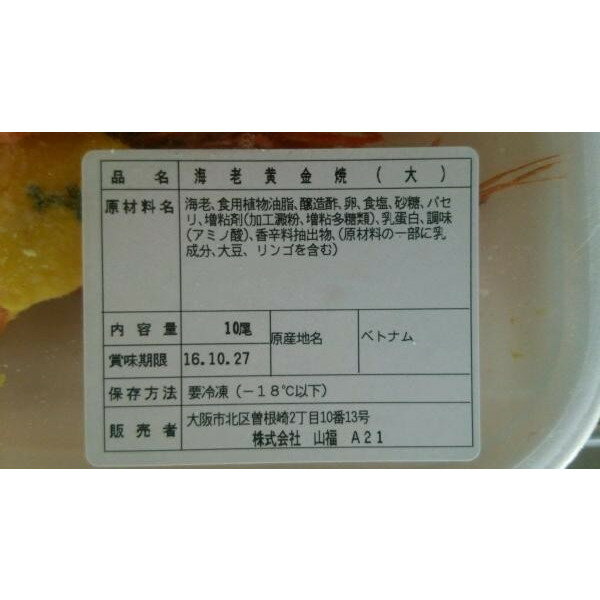 品名 海老黄金焼(大)
原材料名 海老、食用植物油脂、醸造酢、卵、食塩、砂糖、パセ
リ、増粘剤(加工澱粉、増粘多糖類)、乳蛋白、調味
(アミノ酸)、香辛料抽出物、(原材料の一部に乳
成分、大豆、リンゴを含む)
内容量 10尾 原産地名 ベトナム
賞味期限 16.10.27
保存方法 要冷凍(-18℃以下)
販売者 大阪市北区曽根崎2丁目10番13号
株式会社 山福 A21